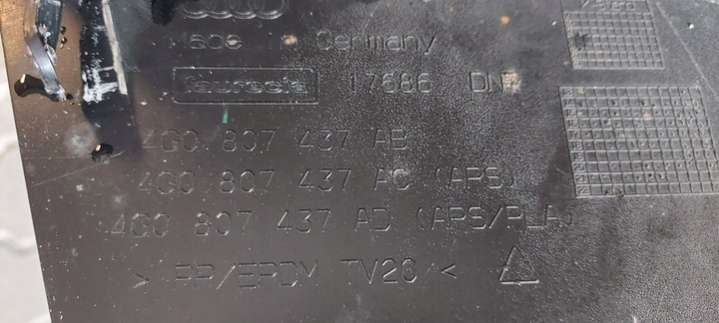 Made in Germany
faurecia 17686 DN
4G0 807 437 AB
4G0 807 437 AC (APS)
4G0 807 437 AD (APS/PLA)
> PP/EPDM TV20 <